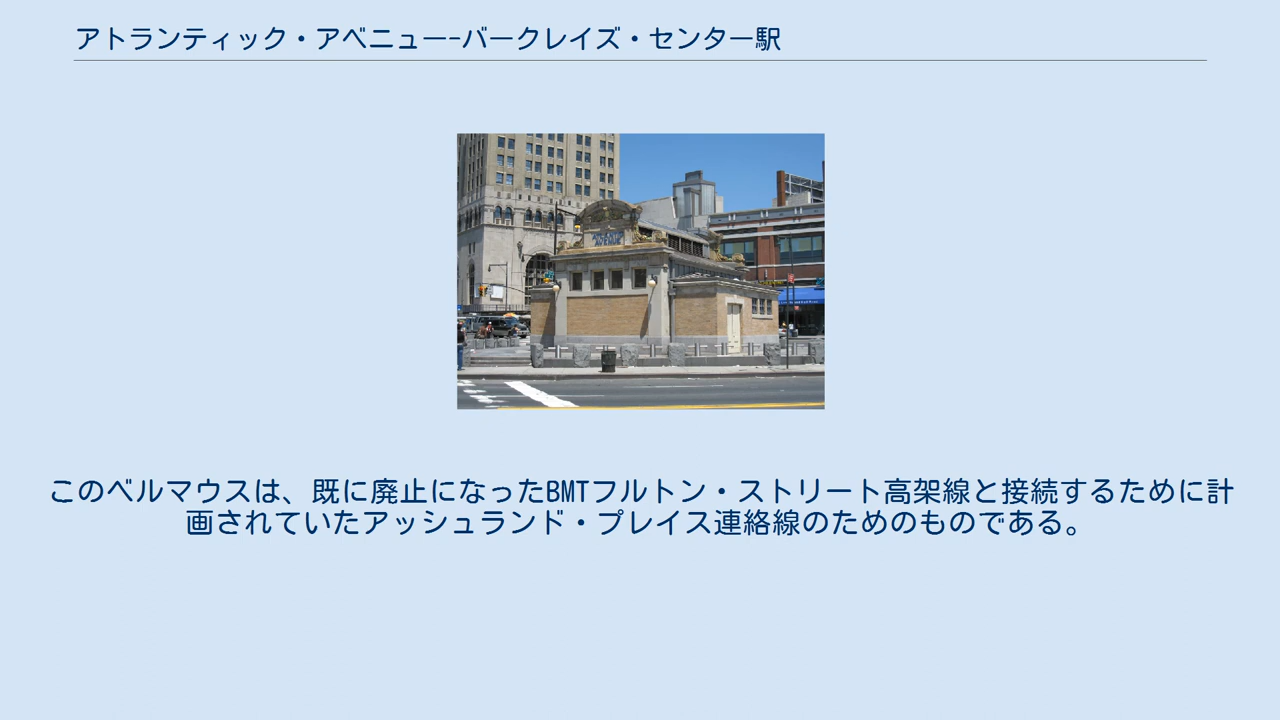 アトランティック・アベニュー-バークレイズ・センター駅
このベルマウスは、既に廃止になったBMTフルトン・ストリート高架線と接続するために計
画されていたアッシュランド・プレイス連絡線のためのものである。